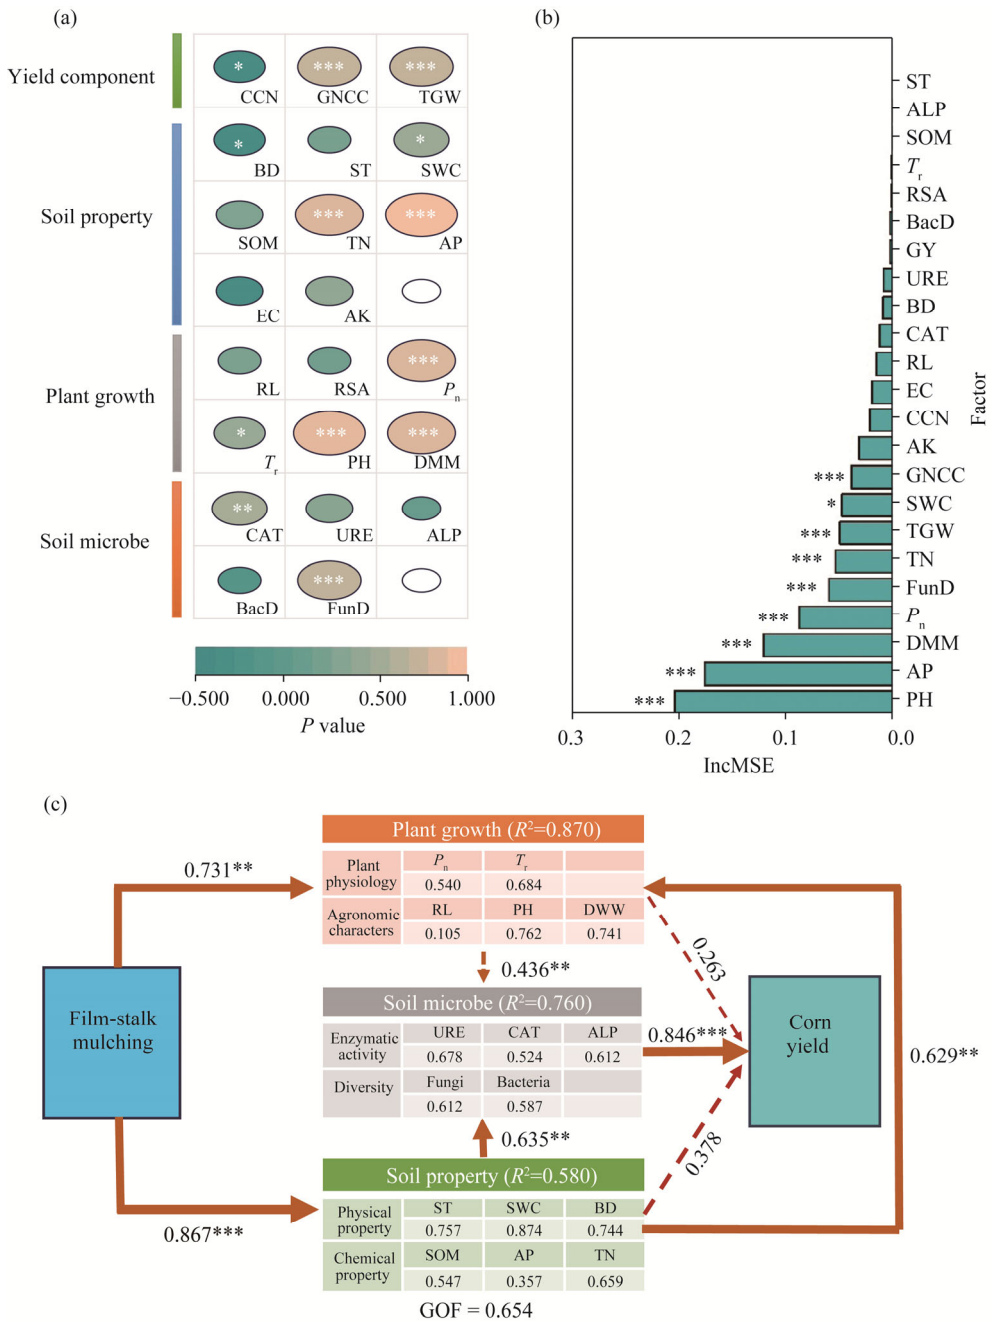 (a)
Yield component
* *** ***
CCN GNCC TGW
* *
BD ST SWC
Soil property
*** ***
SOM TN AP
EC AK
Plant growth
***
RL RSA Pn
* *** ***
Tr PH DMM
Soil microbe
**
CAT URE ALP
***
BacD FunD
−0.500 0.000 0.500 1.000
P value
(b)
ST
ALP
SOM
Tr
RSA
BacD
GY
URE
BD
CAT
RL
EC
CCN
AK
*** GNCC
* SWC
*** TGW
*** TN
*** FunD
*** Pn
*** DMM
*** AP
*** PH
Factor
0.3 0.2 0.1 0.0
IncMSE
(c)
Film-stalk
mulching
0.731**
0.867***
Plant growth (R²=0.870)
Plant
physiology
Pn Tr
0.540 0.684
Agronomic
characters
RL PH DWW
0.105 0.762 0.741
0.436**
Soil microbe (R²=0.760)
Enzymatic
activity
URE CAT ALP
0.678 0.524 0.612
Diversity
Fungi Bacteria
0.612 0.587
0.635**
Soil property (R²=0.580)
Physical
property
ST SWC BD
0.757 0.874 0.744
Chemical
property
SOM AP TN
0.547 0.357 0.659
GOF = 0.654
0.263
0.846***
0.378
Corn
yield
0.629**